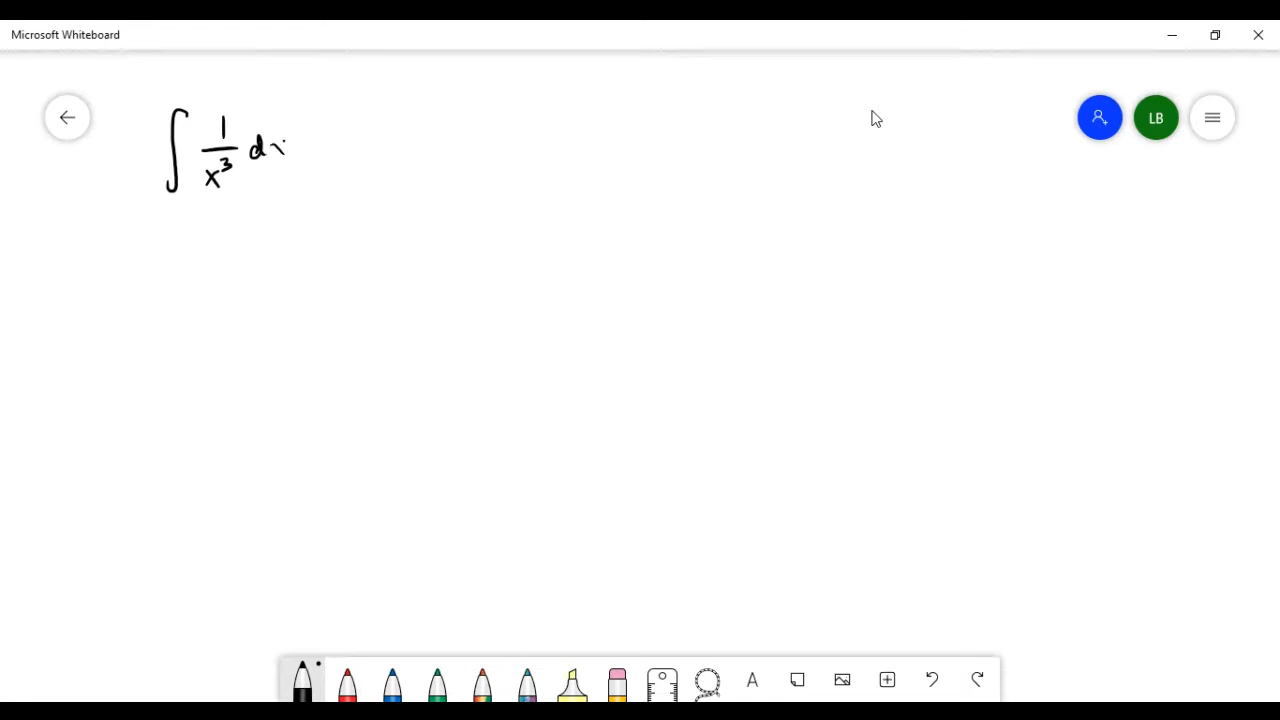 Microsoft Whiteboard
∫ 1/x³ dx
LB
A